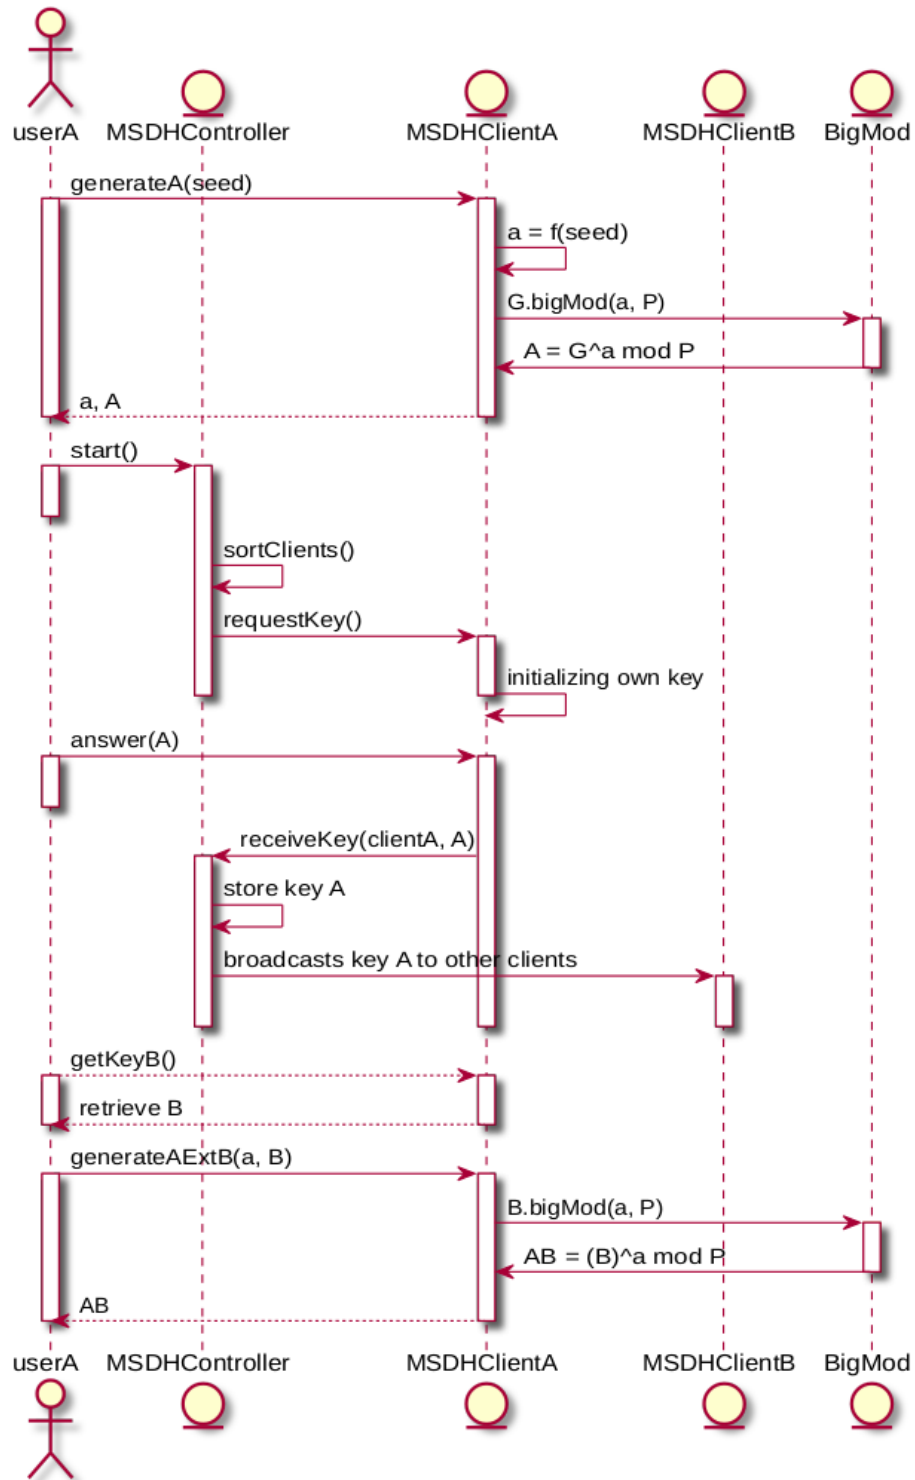 userA MSDHController MSDHClientA MSDHClientB BigMod
generateA(seed)
a = f(seed)
G.bigMod(a, P)
A = G^a mod P
a, A
start()
sortClients()
requestKey()
initializing own key
answer(A)
receiveKey(clientA, A)
store key A
broadcasts key A to other clients
getKeyB()
retrieve B
generateAExtB(a, B)
B.bigMod(a, P)
AB = (B)^a mod P
AB
userA MSDHController MSDHClientA MSDHClientB BigMod